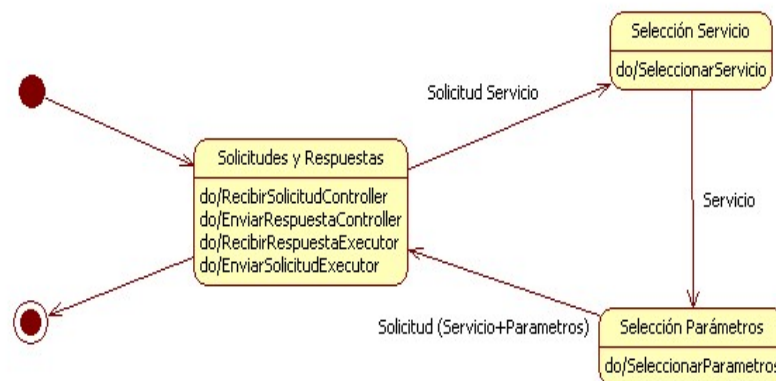 Selección Servicio
do/SeleccionarServicio
Solicitud Servicio
Solicitudes y Respuestas
do/RecibirSolicitudController
do/EnviarRespuestaController
do/RecibirRespuestaExecutor
do/EnviarSolicitudExecutor
Servicio
Solicitud (Servicio+Parametros)
Selección Parámetros
do/SeleccionarParametros